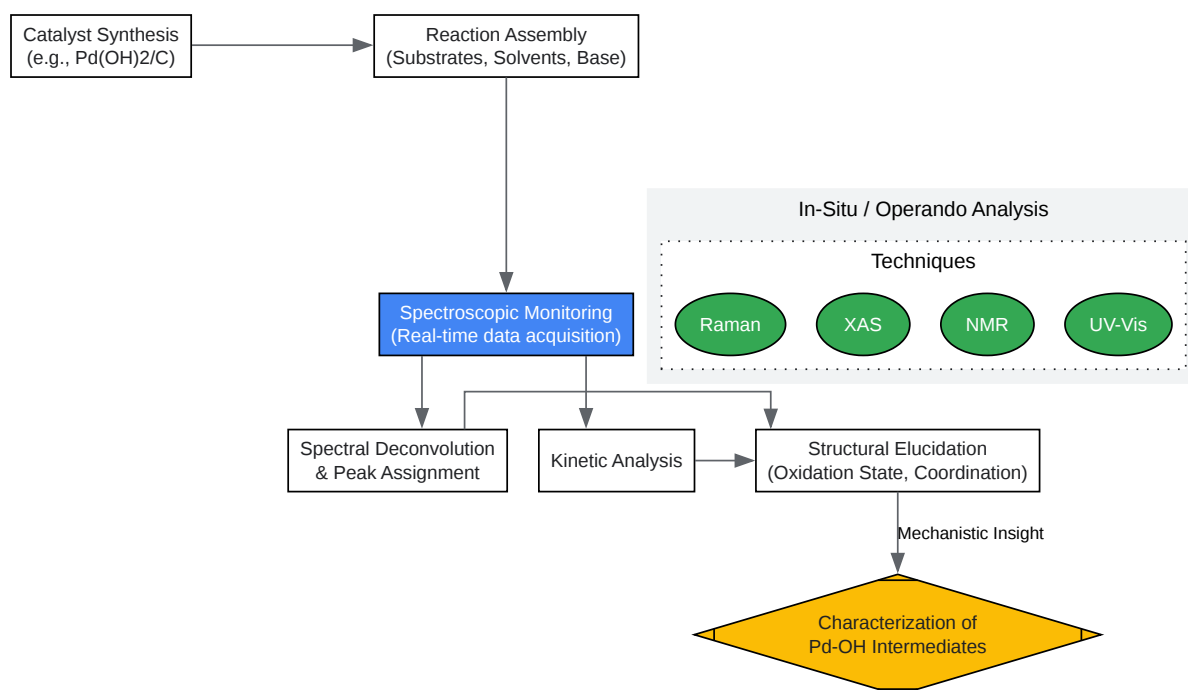 Catalyst Synthesis
(e.g., Pd(OH)2/C)
Reaction Assembly
(Substrates, Solvents, Base)
In-Situ / Operando Analysis
Techniques
Raman
XAS
NMR
UV-Vis
Spectroscopic Monitoring
(Real-time data acquisition)
Spectral Deconvolution
& Peak Assignment
Kinetic Analysis
Structural Elucidation
(Oxidation State, Coordination)
Mechanistic Insight
Characterization of
Pd-OH Intermediates